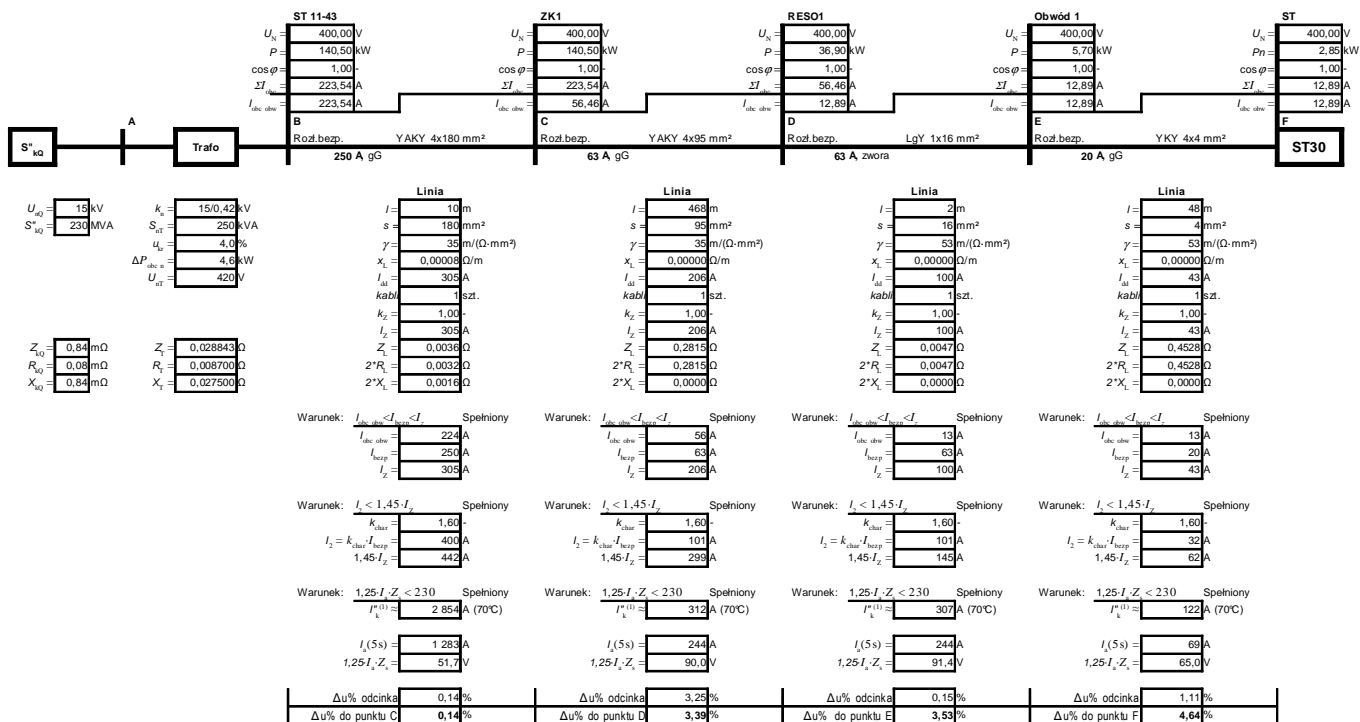 ST 11-43 ZK1 RESO1 Obwód 1 ST
U_N = 400,00 V U_N = 400,00 V U_N = 400,00 V U_N = 400,00 V U_N = 400,00 V
P = 140,50 kW P = 140,50 kW P = 36,90 kW P = 5,70 kW Pn = 2,85 kW
cos φ = 1,00 - cos φ = 1,00 - cos φ = 1,00 - cos φ = 1,00 - cos φ = 1,00 -
ΣI_obc = 223,54 A ΣI_obc = 223,54 A ΣI_obc = 56,46 A ΣI_obc = 12,89 A ΣI_obc = 12,89 A
I_obc obw = 223,54 A I_obc obw = 56,46 A I_obc obw = 12,89 A I_obc obw = 12,89 A I_obc obw = 12,89 A
A B C D E F
S"_kQ Trafo Rozł.bezp. YAKY 4x180 mm² Rozł.bezp. YAKY 4x95 mm² Rozł.bezp. LgY 1x16 mm² Rozł.bezp. YKY 4x4 mm² ST30
250 A, gG 63 A, gG 63 A, zwora 20 A, gG
Linia Linia Linia Linia
U_nQ = 15 kV k_n = 15/0,42 kV l = 10 m l = 468 m l = 2 m l = 48 m
S"_kQ = 230 MVA S_nT = 250 kVA s = 180 mm² s = 95 mm² s = 16 mm² s = 4 mm²
u_kr = 4,0 % γ = 35 m/(Ω·mm²) γ = 35 m/(Ω·mm²) γ = 53 m/(Ω·mm²) γ = 53 m/(Ω·mm²)
ΔP_obc n = 4,6 kW x_L = 0,00008 Ω/m x_L = 0,00000 Ω/m x_L = 0,00000 Ω/m x_L = 0,00000 Ω/m
U_nT = 420 V I_dd = 305 A I_dd = 206 A I_dd = 100 A I_dd = 43 A
kabli 1 szt. kabli 1 szt. kabli 1 szt. kabli 1 szt.
k_Z = 1,00 - k_Z = 1,00 - k_Z = 1,00 - k_Z = 1,00 -
I_Z = 305 A I_Z = 206 A I_Z = 100 A I_Z = 43 A
Z_kQ = 0,84 mΩ Z_T = 0,028843 Ω Z_L = 0,0036 Ω Z_L = 0,2815 Ω Z_L = 0,0047 Ω Z_L = 0,4528 Ω
R_kQ = 0,08 mΩ R_T = 0,008700 Ω 2*R_L = 0,0032 Ω 2*R_L = 0,2815 Ω 2*R_L = 0,0047 Ω 2*R_L = 0,4528 Ω
X_kQ = 0,84 mΩ X_T = 0,027500 Ω 2*X_L = 0,0016 Ω 2*X_L = 0,0000 Ω 2*X_L = 0,0000 Ω 2*X_L = 0,0000 Ω
Warunek: I_obc obw<I_bezp<I_z Spełniony Warunek: I_obc obw<I_bezp<I_z Spełniony Warunek: I_obc obw<I_bezp<I_z Spełniony Warunek: I_obc obw<I_bezp<I_z Spełniony
I_obc obw = 224 A I_obc obw = 56 A I_obc obw = 13 A I_obc obw = 13 A
I_bezp = 250 A I_bezp = 63 A I_bezp = 63 A I_bezp = 20 A
I_Z = 305 A I_Z = 206 A I_Z = 100 A I_Z = 43 A
Warunek: I_2 < 1,45·I_Z Spełniony Warunek: I_2 < 1,45·I_Z Spełniony Warunek: I_2 < 1,45·I_Z Spełniony Warunek: I_2 < 1,45·I_Z Spełniony
k_char = 1,60 - k_char = 1,60 - k_char = 1,60 - k_char = 1,60 -
I_2 = k_char·I_bezp = 400 A I_2 = k_char·I_bezp = 101 A I_2 = k_char·I_bezp = 101 A I_2 = k_char·I_bezp = 32 A
1,45·I_Z = 442 A 1,45·I_Z = 299 A 1,45·I_Z = 145 A 1,45·I_Z = 62 A
Warunek: 1,25·I_a·Z_s < 230 Spełniony Warunek: 1,25·I_a·Z_s < 230 Spełniony Warunek: 1,25·I_a·Z_s < 230 Spełniony Warunek: 1,25·I_a·Z_s < 230 Spełniony
I"_k^(1) ≈ 2 854 A (70°C) I"_k^(1) ≈ 312 A (70°C) I"_k^(1) ≈ 307 A (70°C) I"_k^(1) ≈ 122 A (70°C)
I_a(5s) = 1 283 A I_a(5s) = 244 A I_a(5s) = 244 A I_a(5s) = 69 A
1,25·I_a·Z_s = 51,7 V 1,25·I_a·Z_s = 90,0 V 1,25·I_a·Z_s = 91,4 V 1,25·I_a·Z_s = 65,0 V
Δu% odcinka 0,14 % Δu% odcinka 3,25 % Δu% odcinka 0,15 % Δu% odcinka 1,11 %
Δu% do punktu C 0,14 % Δu% do punktu D 3,39 % Δu% do punktu E 3,53 % Δu% do punktu F 4,64 %